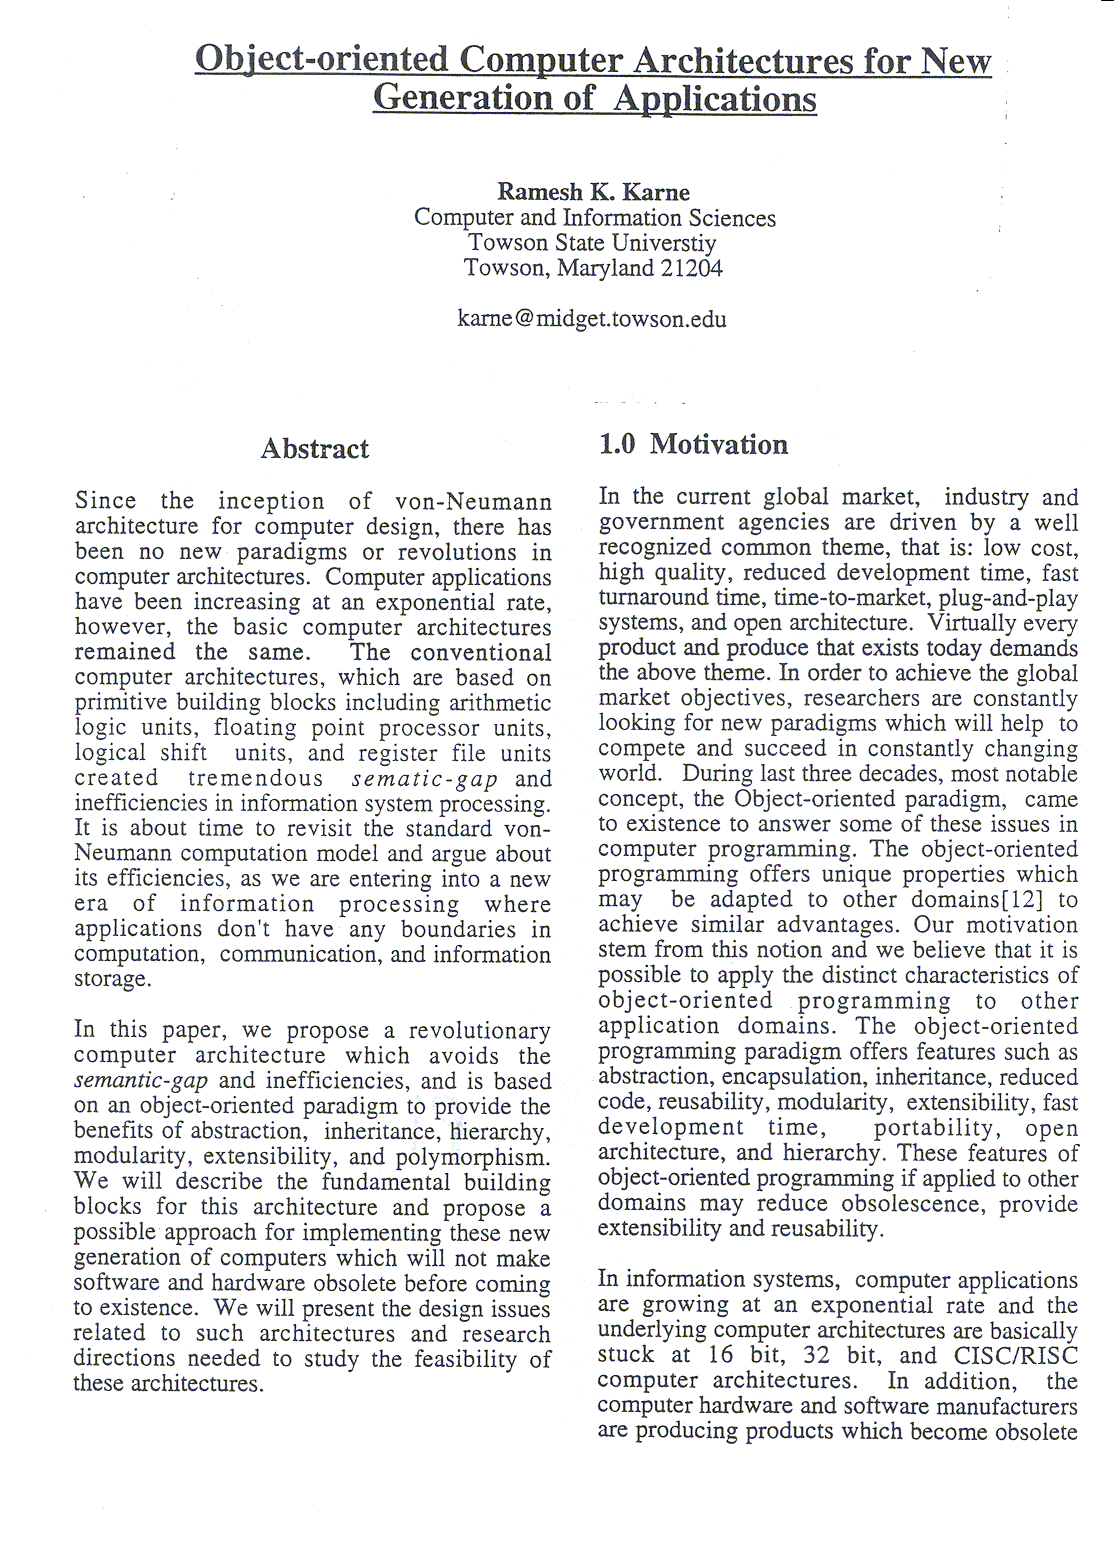 Object-oriented Computer Architectures for New
Generation of Applications
Ramesh K. Karne
Computer and Information Sciences
Towson State Universtiy
Towson, Maryland 21204
karne@midget.towson.edu
Abstract
Since the inception of von-Neumann
architecture for computer design, there has
been no new paradigms or revolutions in
computer architectures. Computer applications
have been increasing at an exponential rate,
however, the basic computer architectures
remained the same. The conventional
computer architectures, which are based on
primitive building blocks including arithmetic
logic units, floating point processor units,
logical shift units, and register file units
created tremendous sematic-gap and
inefficiencies in information system processing.
It is about time to revisit the standard von-
Neumann computation model and argue about
its efficiencies, as we are entering into a new
era of information processing where
applications don't have any boundaries in
computation, communication, and information
storage.
In this paper, we propose a revolutionary
computer architecture which avoids the
semantic-gap and inefficiencies, and is based
on an object-oriented paradigm to provide the
benefits of abstraction, inheritance, hierarchy,
modularity, extensibility, and polymorphism.
We will describe the fundamental building
blocks for this architecture and propose a
possible approach for implementing these new
generation of computers which will not make
software and hardware obsolete before coming
to existence. We will present the design issues
related to such architectures and research
directions needed to study the feasibility of
these architectures.
1.0 Motivation
In the current global market, industry and
government agencies are driven by a well
recognized common theme, that is: low cost,
high quality, reduced development time, fast
turnaround time, time-to-market, plug-and-play
systems, and open architecture. Virtually every
product and produce that exists today demands
the above theme. In order to achieve the global
market objectives, researchers are constantly
looking for new paradigms which will help to
compete and succeed in constantly changing
world. During last three decades, most notable
concept, the Object-oriented paradigm, came
to existence to answer some of these issues in
computer programming. The object-oriented
programming offers unique properties which
may be adapted to other domains[12] to
achieve similar advantages. Our motivation
stem from this notion and we believe that it is
possible to apply the distinct characteristics of
object-oriented programming to other
application domains. The object-oriented
programming paradigm offers features such as
abstraction, encapsulation, inheritance, reduced
code, reusability, modularity, extensibility, fast
development time, portability, open
architecture, and hierarchy. These features of
object-oriented programming if applied to other
domains may reduce obsolescence, provide
extensibility and reusability.
In information systems, computer applications
are growing at an exponential rate and the
underlying computer architectures are basically
stuck at 16 bit, 32 bit, and CISC/RISC
computer architectures. In addition, the
computer hardware and software manufacturers
are producing products which become obsolete